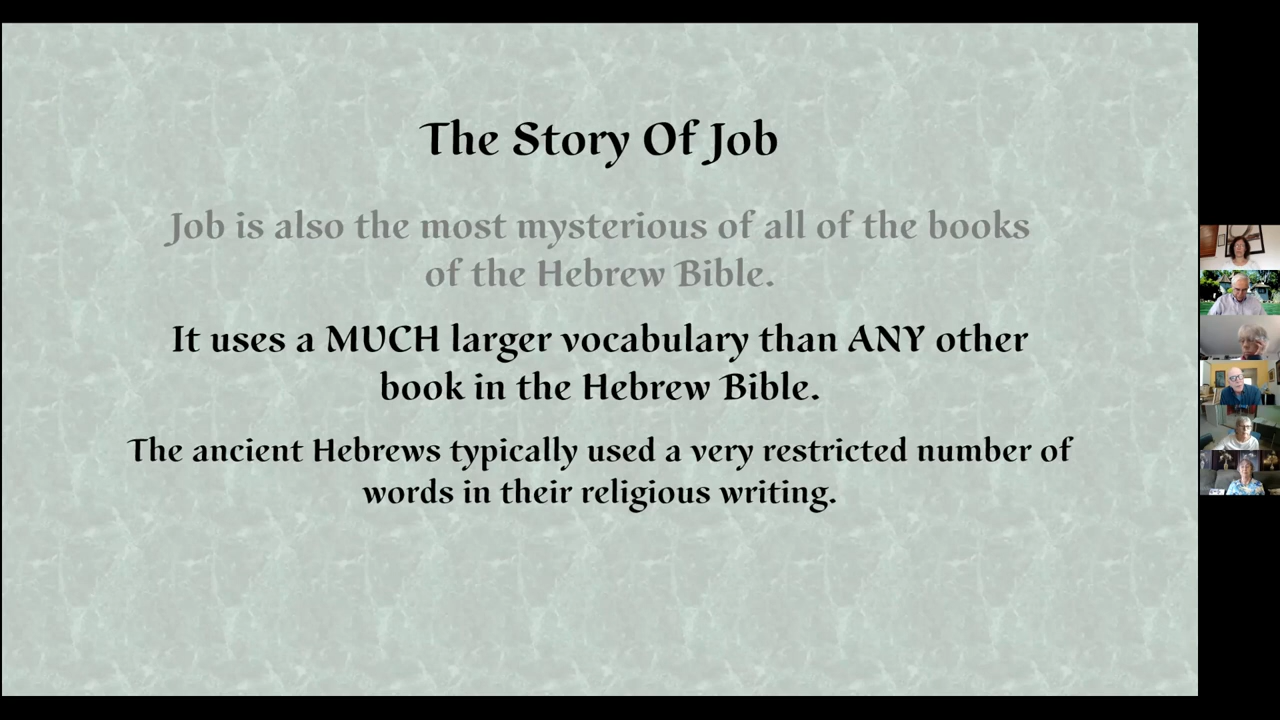 The Story Of Job
Job is also the most mysterious of all of the books
of the Hebrew Bible.
It uses a MUCH larger vocabulary than ANY other
book in the Hebrew Bible.
The ancient Hebrews typically used a very restricted number of
words in their religious writing.